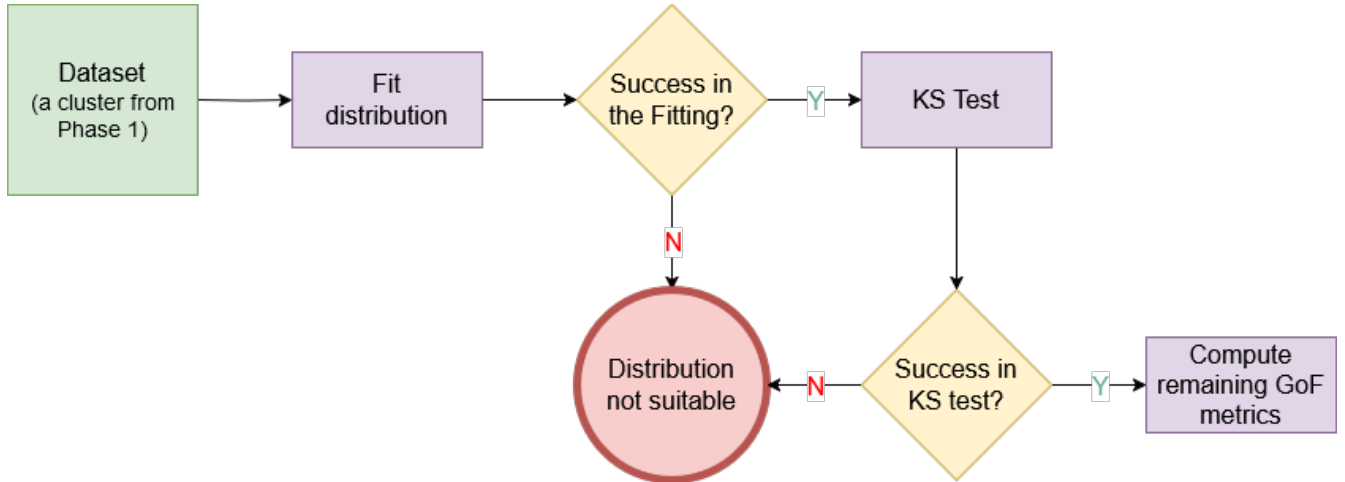 Dataset
(a cluster from
Phase 1)
Fit
distribution
Success in
the Fitting?
Y
KS Test
N
Distribution
not suitable
N
Success in
KS test?
Y
Compute
remaining GoF
metrics